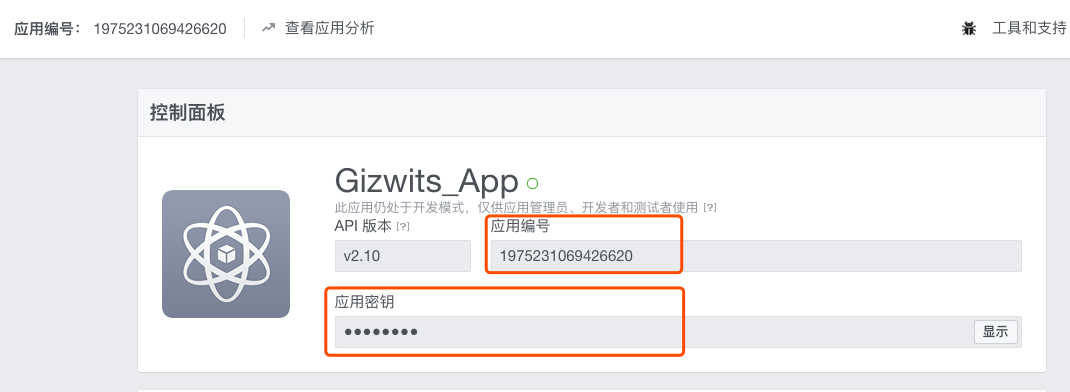 应用编号： 1975231069426620 查看应用分析 工具和支持
控制面板
Gizwits_App
此应用仍处于开发模式，仅供应用管理员、开发者和测试者使用 [?]
API 版本 [?] 应用编号
v2.10 1975231069426620
应用密钥
●●●●●●●● 显示